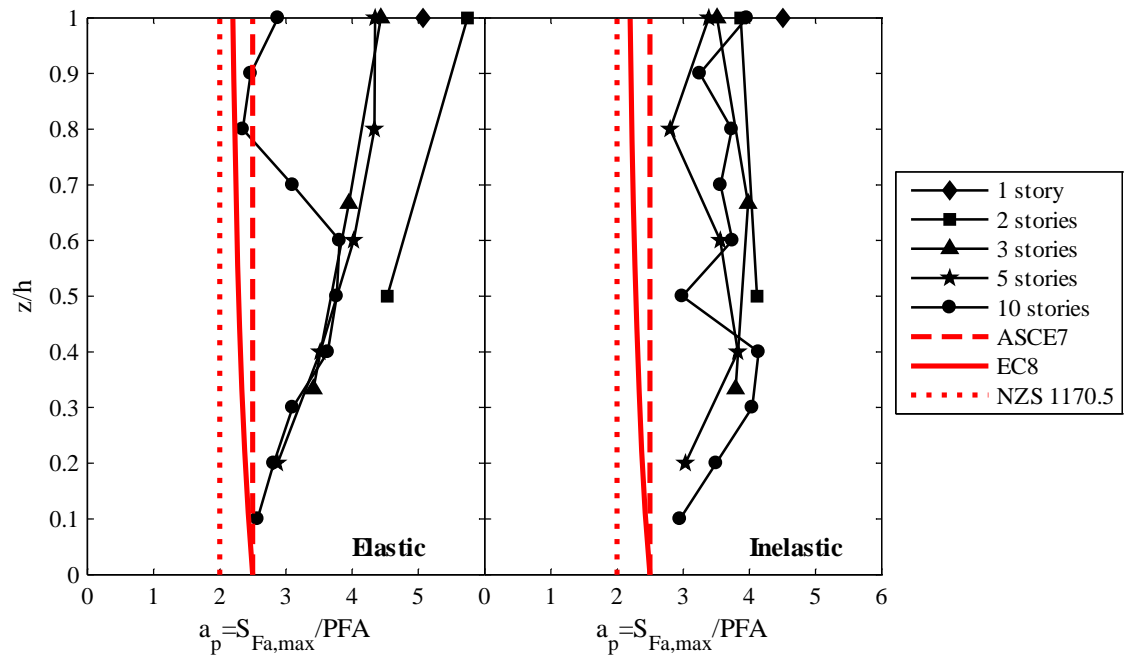 1
0.9
0.8
0.7
0.6
0.5
0.4
0.3
0.2
0.1
0
z/h
Elastic
Inelastic
0 1 2 3 4 5 0 1 2 3 4 5 6
a_p=S_Fa,max/PFA
a_p=S_Fa,max/PFA
1 story
2 stories
3 stories
5 stories
10 stories
ASCE7
EC8
NZS 1170.5